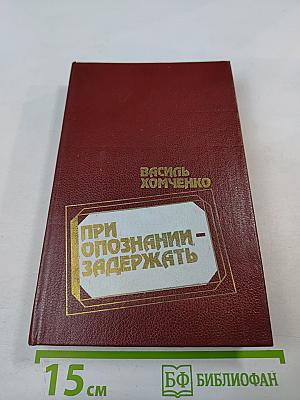 ВАСИЛЬ
ХОМЧЕНКО
ПРИ
ОПОЗНАНИИ-
ЗАДЕРЖАТЬ
15 см
БФ БИБЛИОФАН